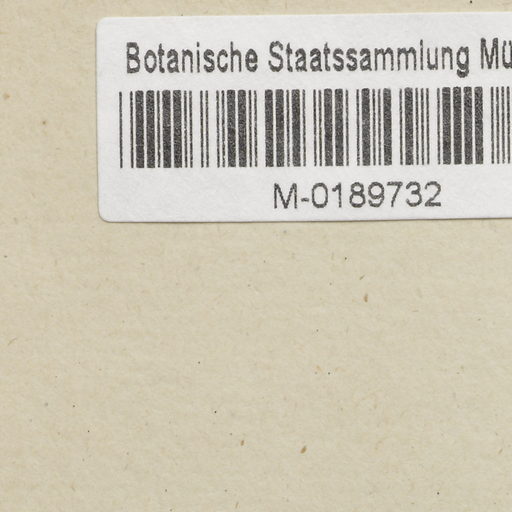 Botanische Staatssammlung Mü
M-0189732